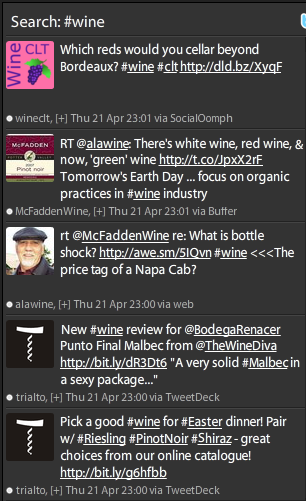 Search: #wine
Wine CLT
Which reds would you cellar beyond
Bordeaux? #wine #clt http://dld.bz/XyqF
wineclt, [+] Thu 21 Apr 23:01 via SocialOomph
McFADDEN
2007
Pinot noir
RT @alawine: There's white wine, red wine, &
now, 'green' wine http://t.co/JpxX2rF
Tomorrow's Earth Day ... focus on organic
practices in #wine industry
McFaddenWine, [+] Thu 21 Apr 23:01 via Buffer
rt @McFaddenWine re: What is bottle
shock? http://awe.sm/5IQvn #wine <<<The
price tag of a Napa Cab?
alawine, [+] Thu 21 Apr 23:00 via web
New #wine review for @BodegaRenacer
Punto Final Malbec from @TheWineDiva
http://bit.ly/dR3Dt6 "A very solid #Malbec in
a sexy package..."
trialto, [+] Thu 21 Apr 23:00 via TweetDeck
Pick a good #wine for #Easter dinner! Pair
w/ #Riesling #PinotNoir #Shiraz - great
choices from our online catalogue!
http://bit.ly/g6hfbb
trialto, [+] Thu 21 Apr 23:00 via TweetDeck